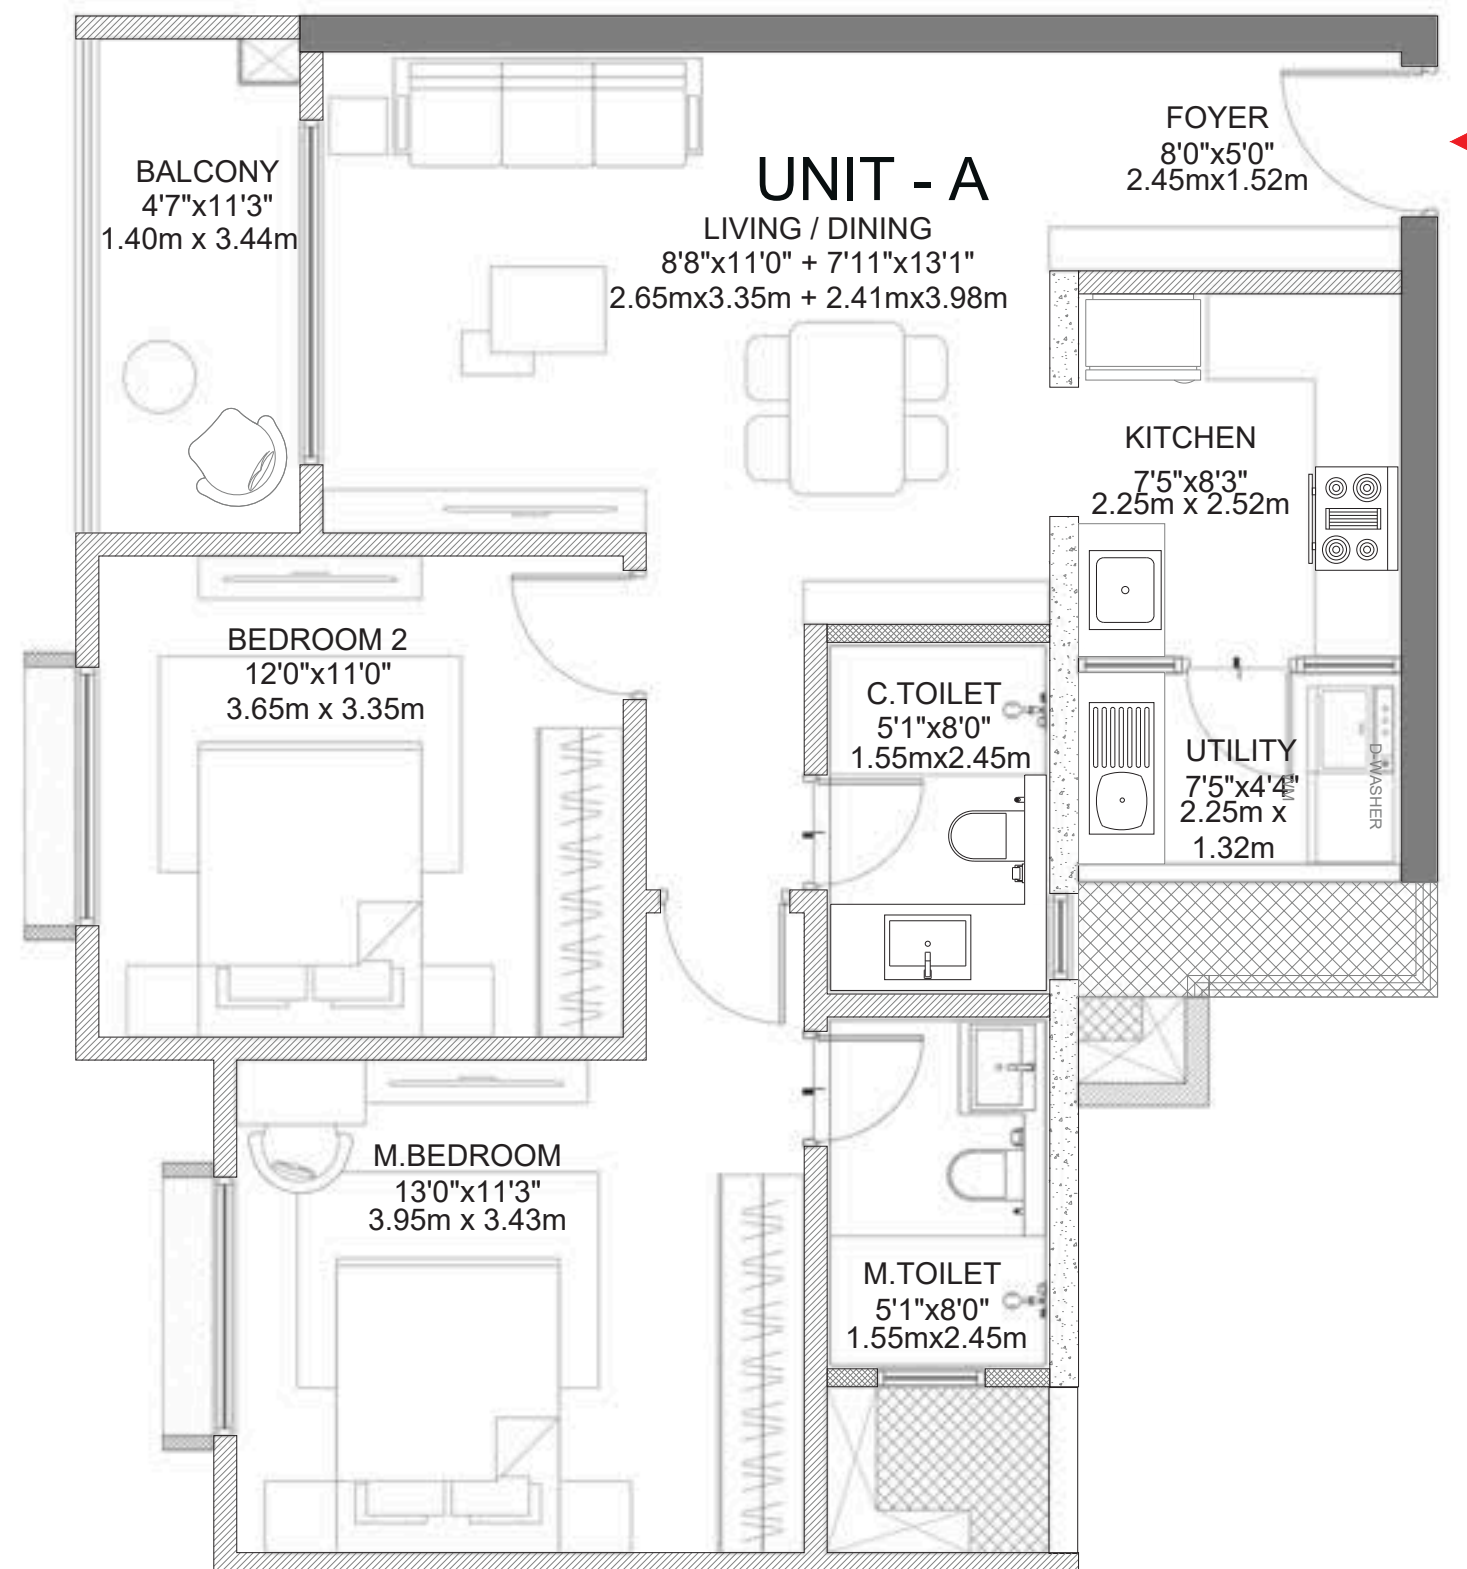 FOYER
8'0"x5'0"
2.45mx1.52m
BALCONY
4'7"x11'3"
1.40m x 3.44m
UNIT - A
LIVING / DINING
8'8"x11'0" + 7'11"x13'1"
2.65mx3.35m + 2.41mx3.98m
KITCHEN
7'5"x8'3"
2.25m x 2.52m
BEDROOM 2
12'0"x11'0"
3.65m x 3.35m
C.TOILET
5'1"x8'0"
1.55mx2.45m
UTILITY
7'5"x4'4"
2.25m x
1.32m
WM
D-WASHER
M.BEDROOM
13'0"x11'3"
3.95m x 3.43m
M.TOILET
5'1"x8'0"
1.55mx2.45m